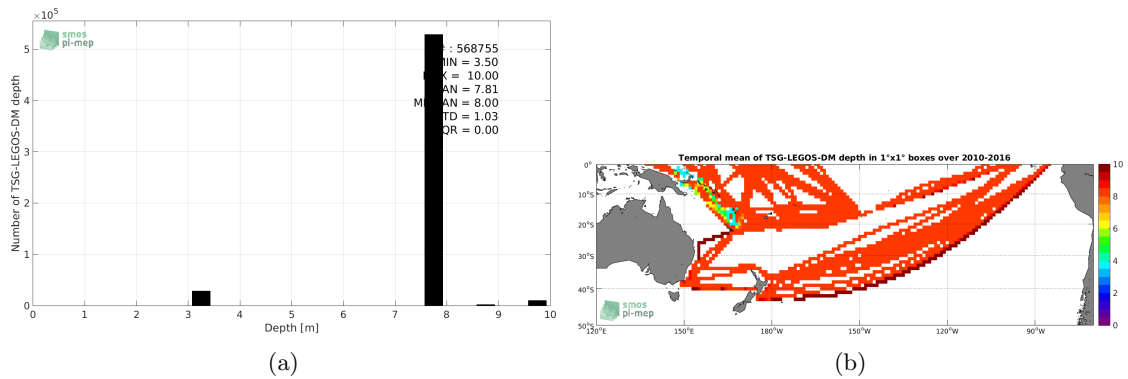 ×10⁵
smos
pi-mep
: 568755
MIN = 3.50
X = 10.00
AN = 7.81
AN = 8.00
TD = 1.03
QR = 0.00
5
4
3
2
1
0
0 1 2 3 4 5 6 7 8 9 10
Number of TSG-LEGOS-DM depth
Depth [m]
(a)
Temporal mean of TSG-LEGOS-DM depth in 1°x1° boxes over 2010-2016
0°
10°S
20°S
30°S
40°S
50°S
120°E 150°E 180°W 150°W 120°W 90°W
smos
pi-mep
10
8
6
4
2
0
(b)